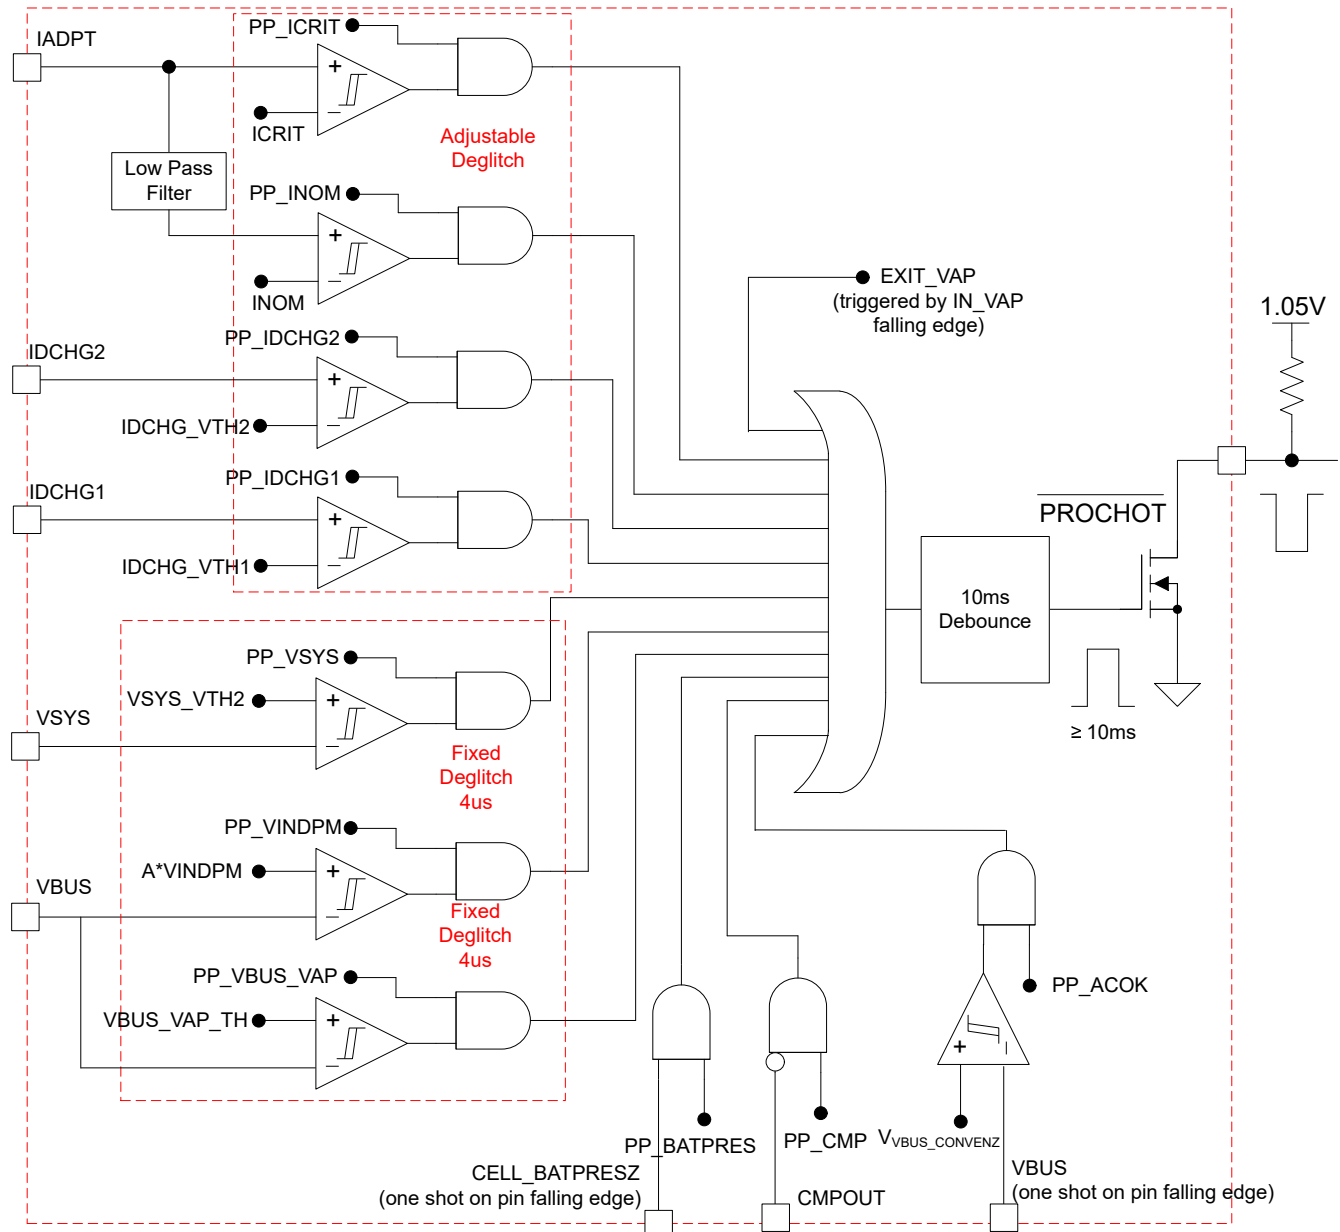 PP_ICRIT
IADPT
+
−
ICRIT
Adjustable
Deglitch
Low Pass
Filter
PP_INOM
+
−
INOM
EXIT_VAP
(triggered by IN_VAP
falling edge)
1.05V
PP_IDCHG2
IDCHG2
+
IDCHG_VTH2
−
PP_IDCHG1
IDCHG1
+
IDCHG_VTH1
−
PROCHOT
10ms
Debounce
≥ 10ms
PP_VSYS
VSYS_VTH2
+
VSYS
−
Fixed
Deglitch
4us
PP_VINDPM
A*VINDPM
+
VBUS
−
Fixed
Deglitch
4us
PP_VBUS_VAP
VBUS_VAP_TH
+
−
PP_ACOK
+
−
PP_BATPRES
PP_CMP
VVBUS_CONVENZ
CELL_BATPRESZ
(one shot on pin falling edge)
CMPOUT
VBUS
(one shot on pin falling edge)